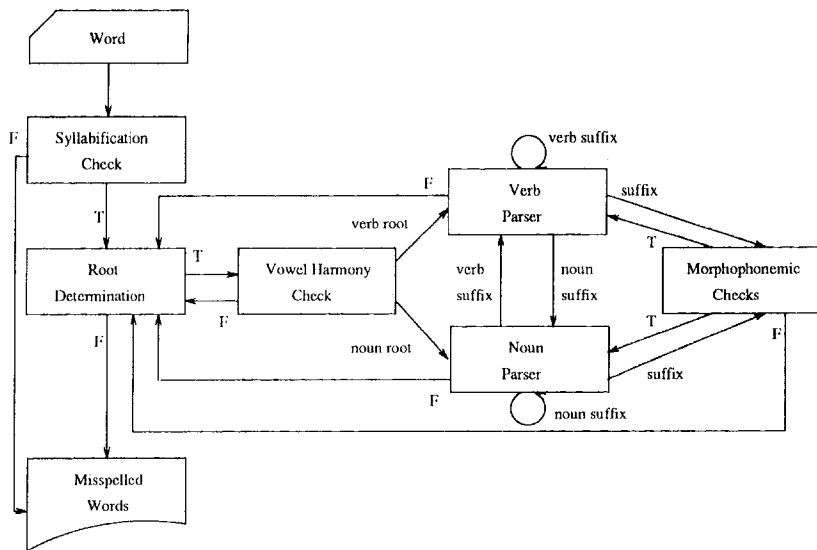 Word
F
Syllabification
Check
T
Root
Determination
T
F
Vowel Harmony
Check
F
verb root
noun root
verb suffix
F
Verb
Parser
suffix
T
verb
suffix
noun
suffix
Morphophonemic
Checks
T
F
Noun
Parser
suffix
F
noun suffix
Misspelled
Words